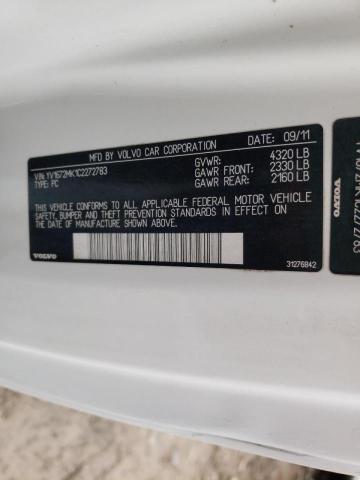 MFD BY VOLVO CAR CORPORATION DATE: 09/11
VIN: YV1672MK1C2272783 GVWR: 4320 LB
TYPE: PC GAWR FRONT: 2330 LB
GAWR REAR: 2160 LB
THIS VEHICLE CONFORMS TO ALL APPLICABLE FEDERAL MOTOR VEHICLE
SAFETY, BUMPER AND THEFT PREVENTION STANDARDS IN EFFECT ON
THE DATE OF MANUFACTURE SHOWN ABOVE.
VOLVO 31276842
VOLVO